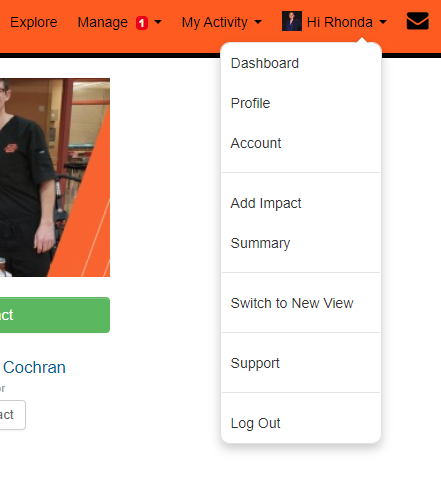 Explore Manage 1 My Activity Hi Rhonda
Dashboard
Profile
Account
Add Impact
Summary
Switch to New View
Support
Log Out
act
Cochran
or
act